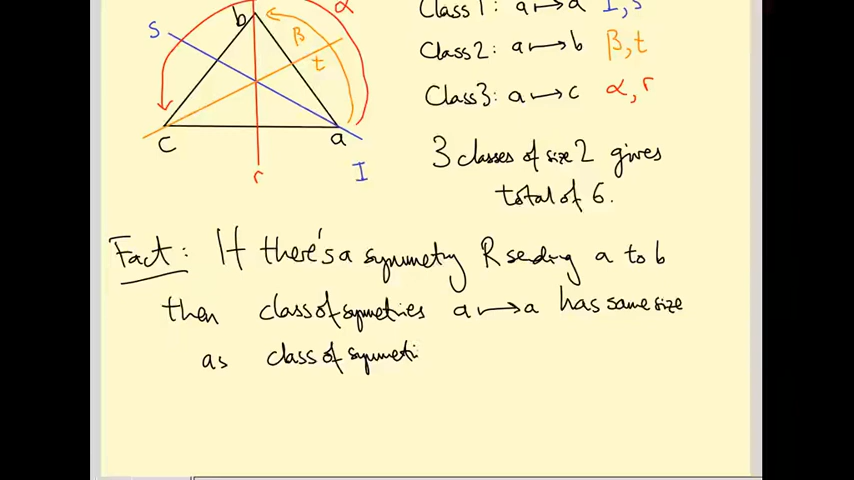 Class 1: a ↦ a I, s
Class 2: a ↦ b β, t
Class 3: a ↦ c α, r
3 classes of size 2 gives
total of 6.
b
α
s
β
t
c
a
r
I
Fact: If there's a symmetry R sending a to b
then class of symetries a ↦ a has same size
as class of symmeti